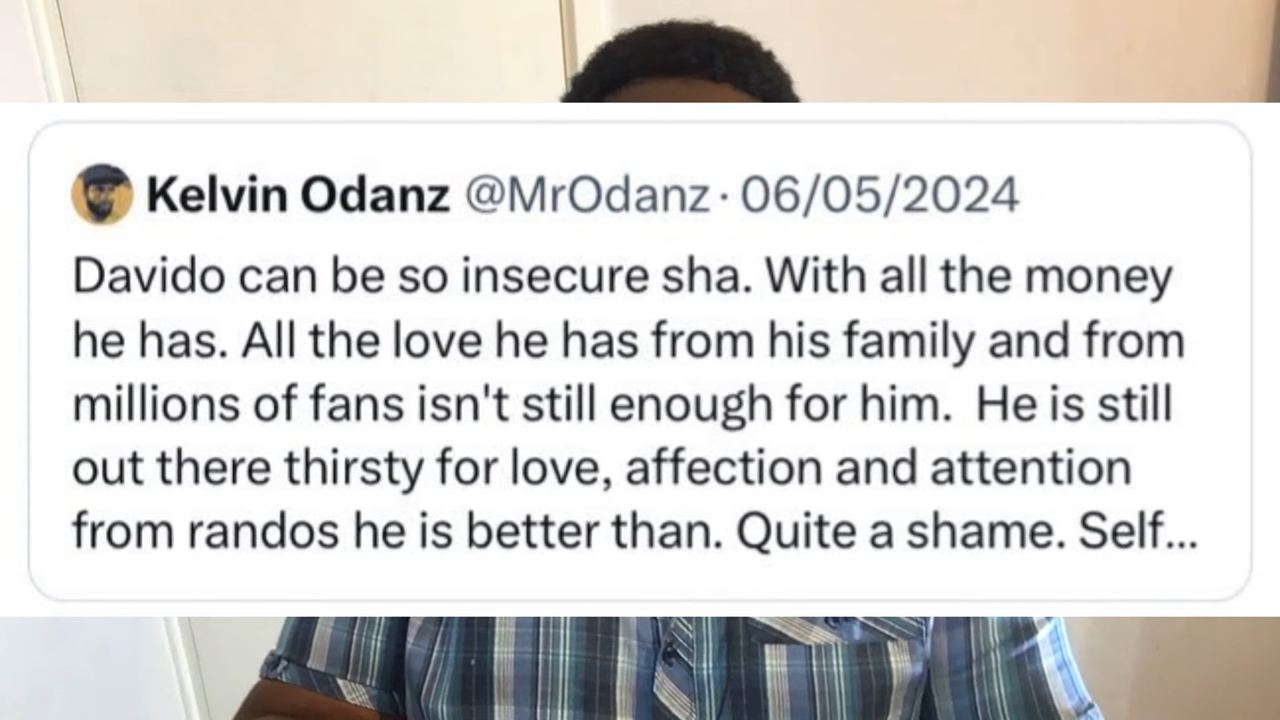 Kelvin Odanz @MrOdanz · 06/05/2024
Davido can be so insecure sha. With all the money
he has. All the love he has from his family and from
millions of fans isn't still enough for him.  He is still
out there thirsty for love, affection and attention
from randos he is better than. Quite a shame. Self...